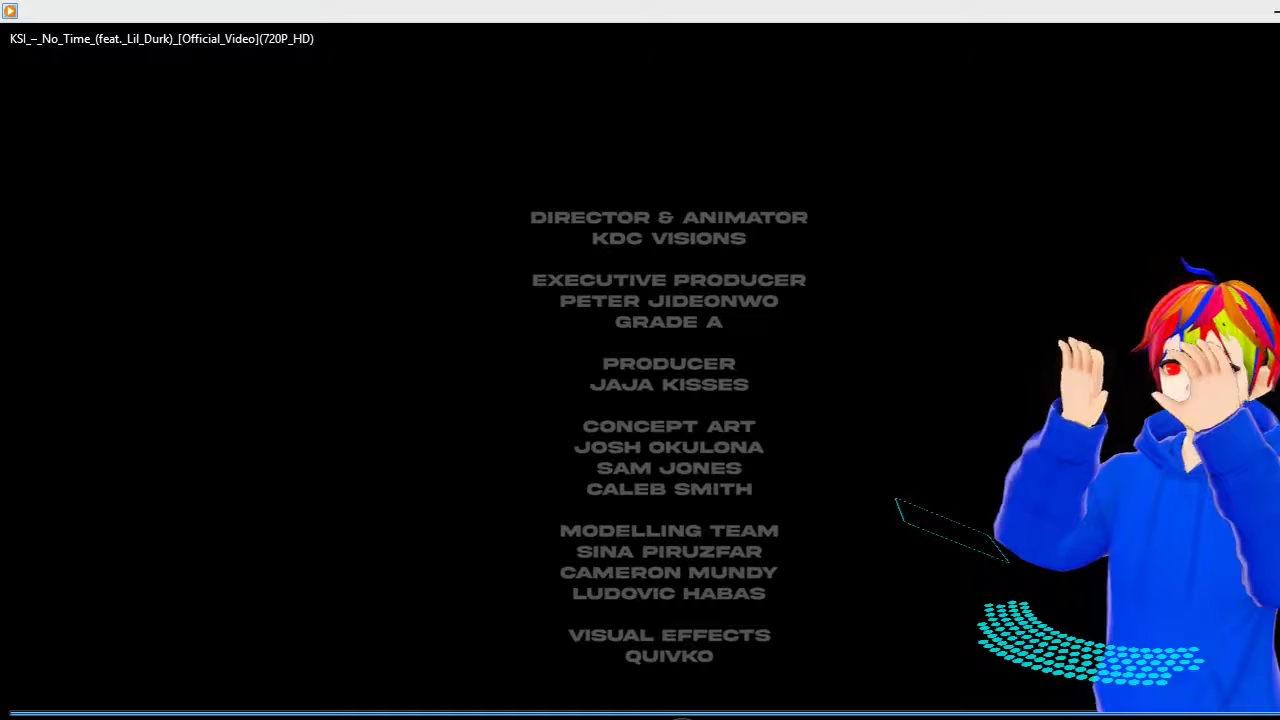 KSI_–_No_Time_(feat._Lil_Durk)_[Official_Video](720P_HD)
DIRECTOR & ANIMATOR
KDC VISIONS
EXECUTIVE PRODUCER
PETER JIDEONWO
GRADE A
PRODUCER
JAJA KISSES
CONCEPT ART
JOSH OKULONA
SAM JONES
CALEB SMITH
MODELLING TEAM
SINA PIRUZFAR
CAMERON MUNDY
LUDOVIC HABAS
VISUAL EFFECTS
QUIVKO